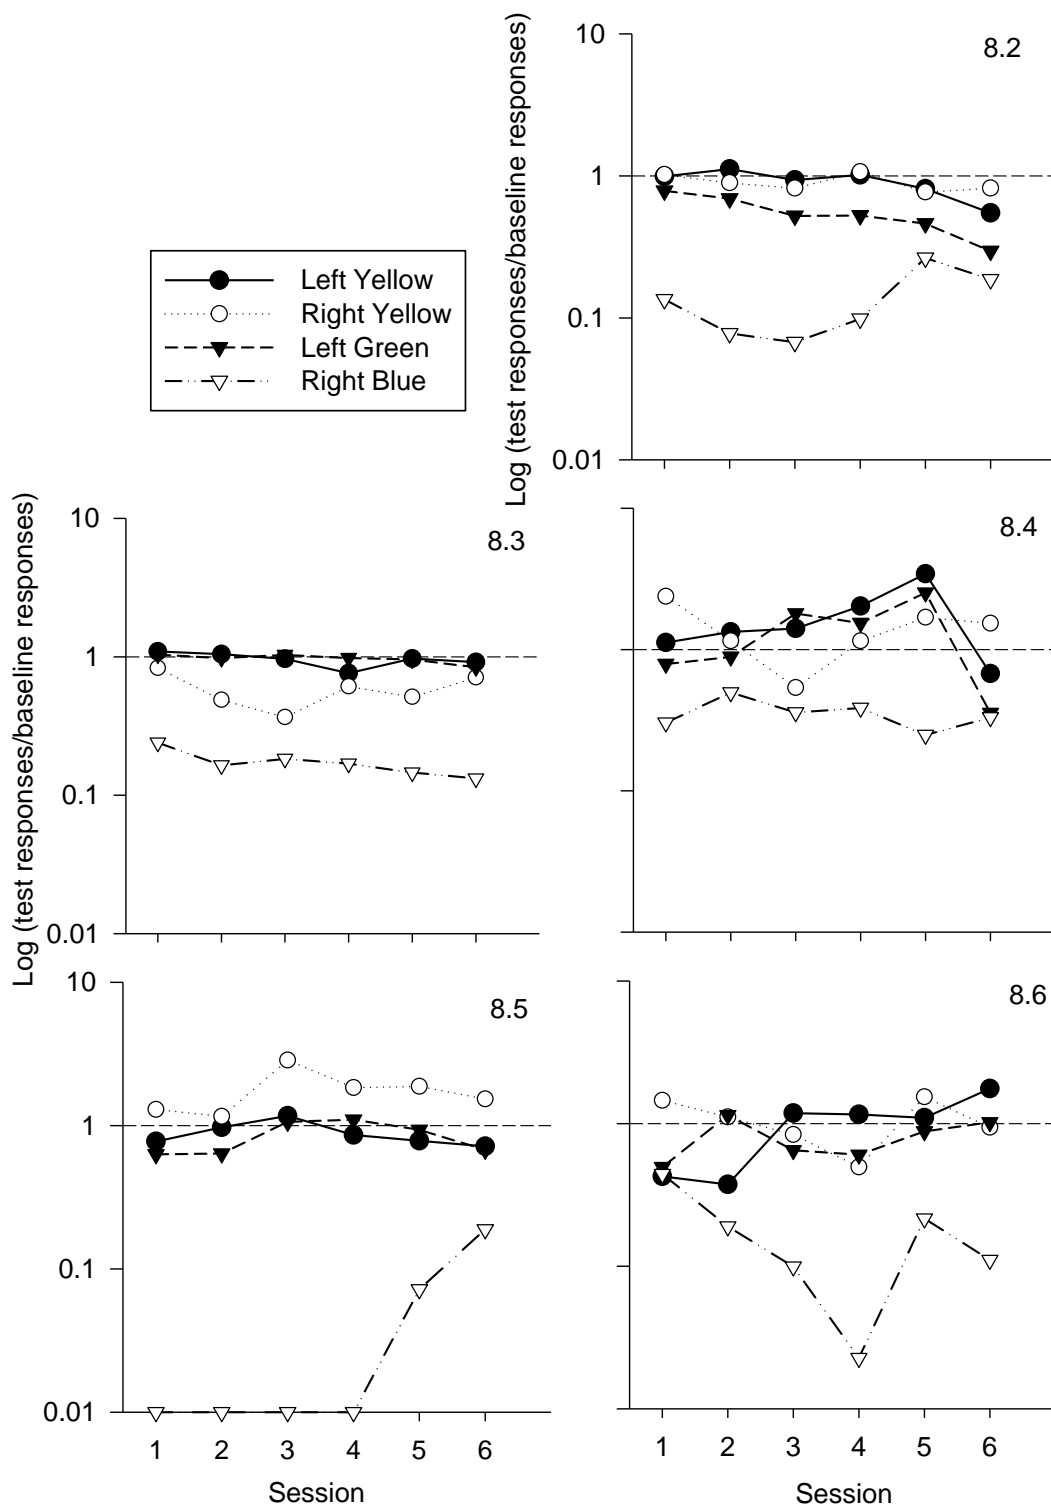 Log (test responses/baseline responses)
10
1
0.1
0.01
8.2
Left Yellow
Right Yellow
Left Green
Right Blue
Log (test responses/baseline responses)
10
1
0.1
0.01
8.3
8.4
10
1
0.1
0.01
8.5
1 2 3 4 5 6
Session
8.6
1 2 3 4 5 6
Session